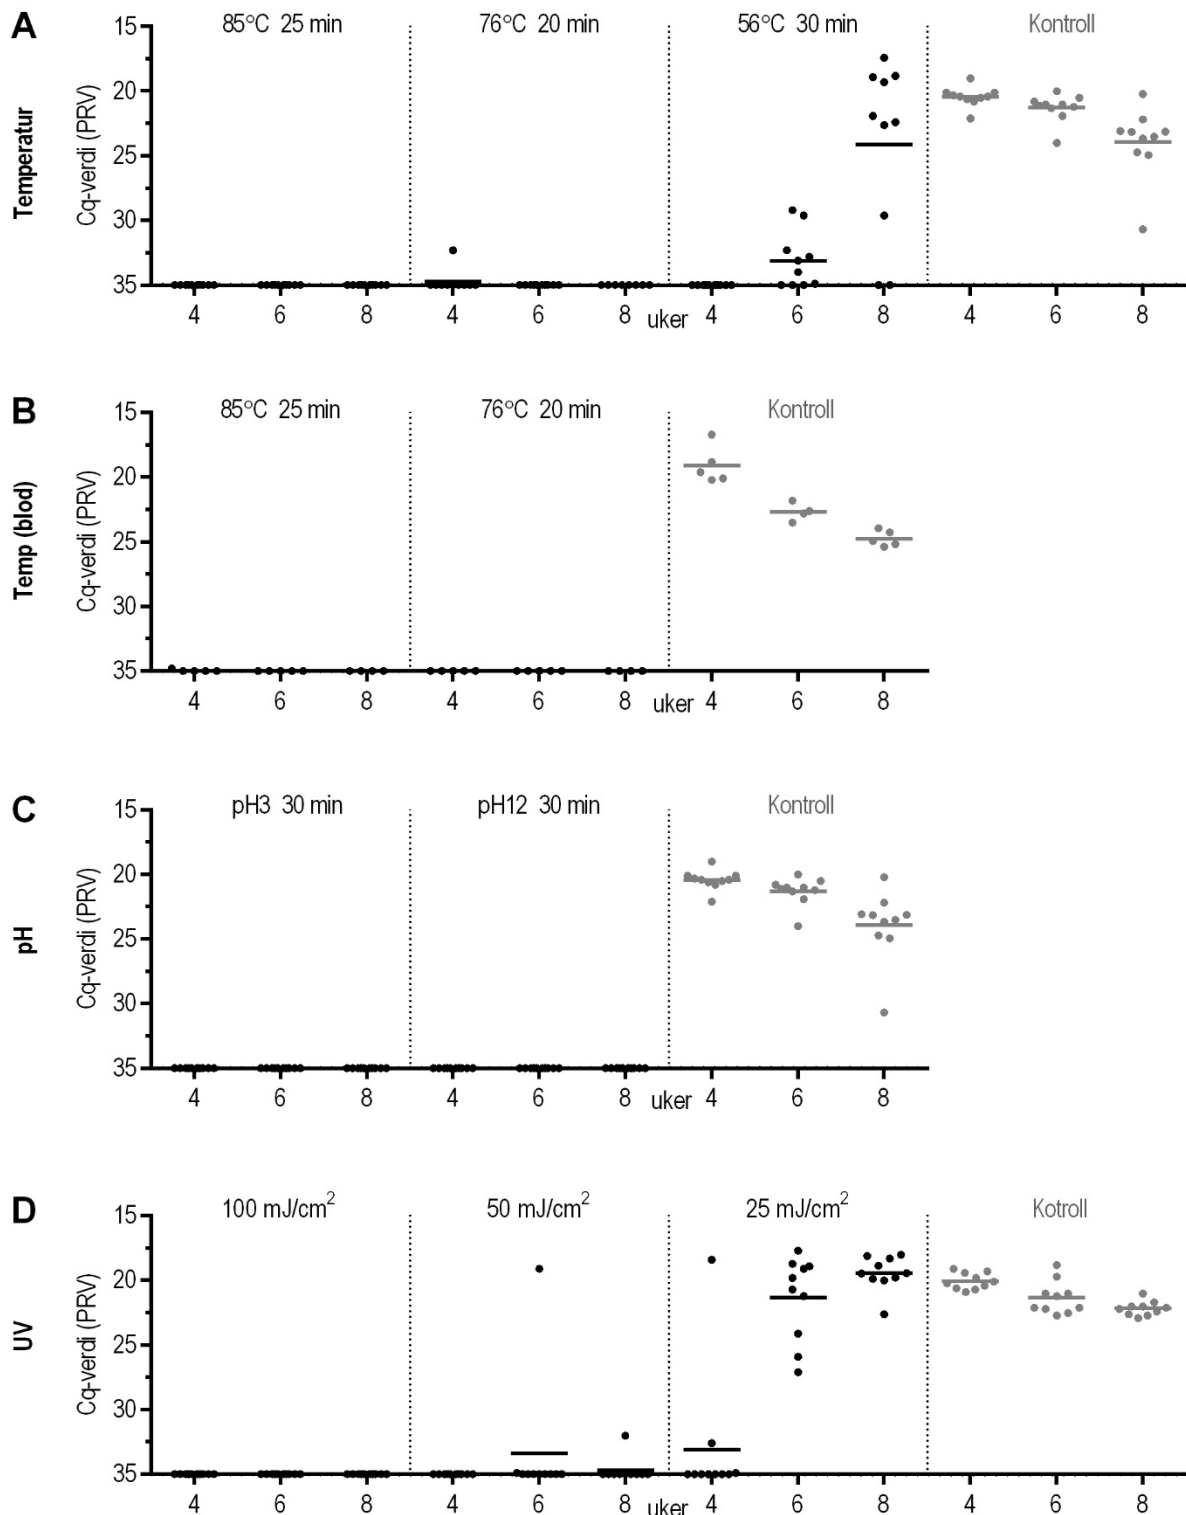 A
85°C 25 min
76°C 20 min
56°C 30 min
Kontroll
Temperatur
Cq-verdi (PRV)
15
20
25
30
35
4 6 8 uker 4 6 8 4 6 8 4 6 8
B
85°C 25 min
76°C 20 min
Kontroll
Temp (blod)
Cq-verdi (PRV)
15
20
25
30
35
4 6 8 4 6 8 uker 4 6 8
C
pH3 30 min
pH12 30 min
Kontroll
pH
Cq-verdi (PRV)
15
20
25
30
35
4 6 8 4 6 8 uker 4 6 8
D
100 mJ/cm²
50 mJ/cm²
25 mJ/cm²
Kotroll
UV
Cq-verdi (PRV)
15
20
25
30
35
4 6 8 4 6 8 uker 4 6 8 4 6 8